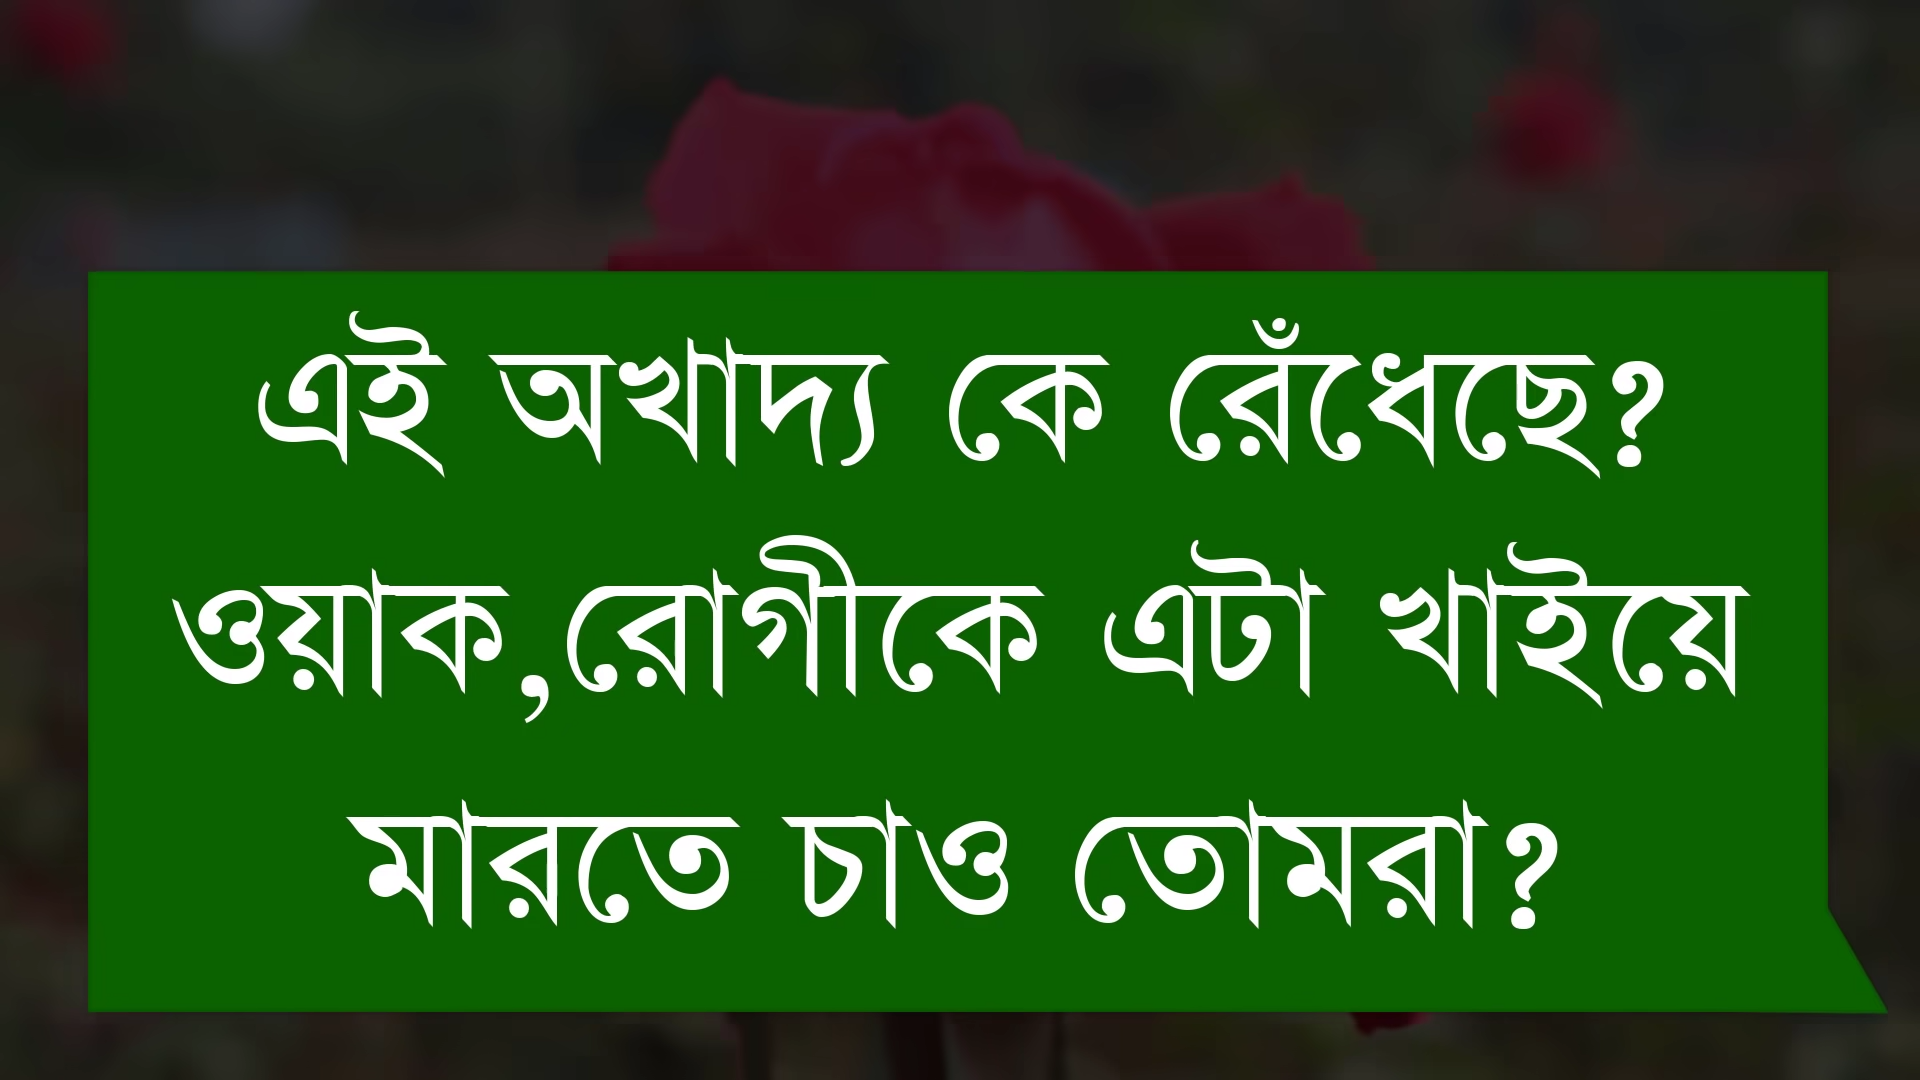 এই অখাদ্য কে রেঁধেছে?
ওয়াক,রোগীকে এটা খাইয়ে
মারতে চাও তোমরা?